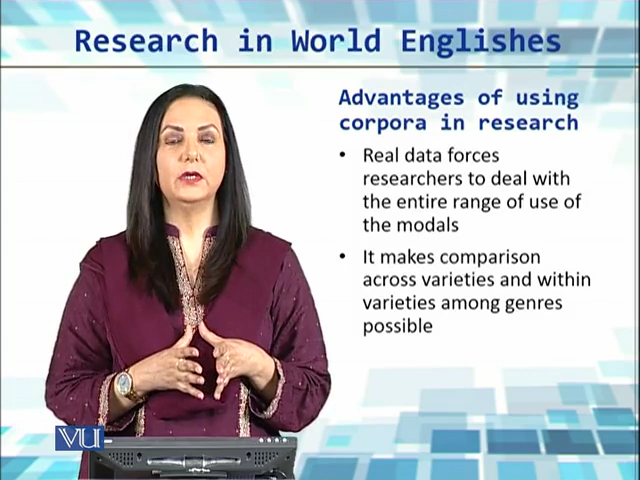 Research in World Englishes
Advantages of using
corpora in research
• Real data forces
researchers to deal with
the entire range of use of
the modals
• It makes comparison
across varieties and within
varieties among genres
possible
VU